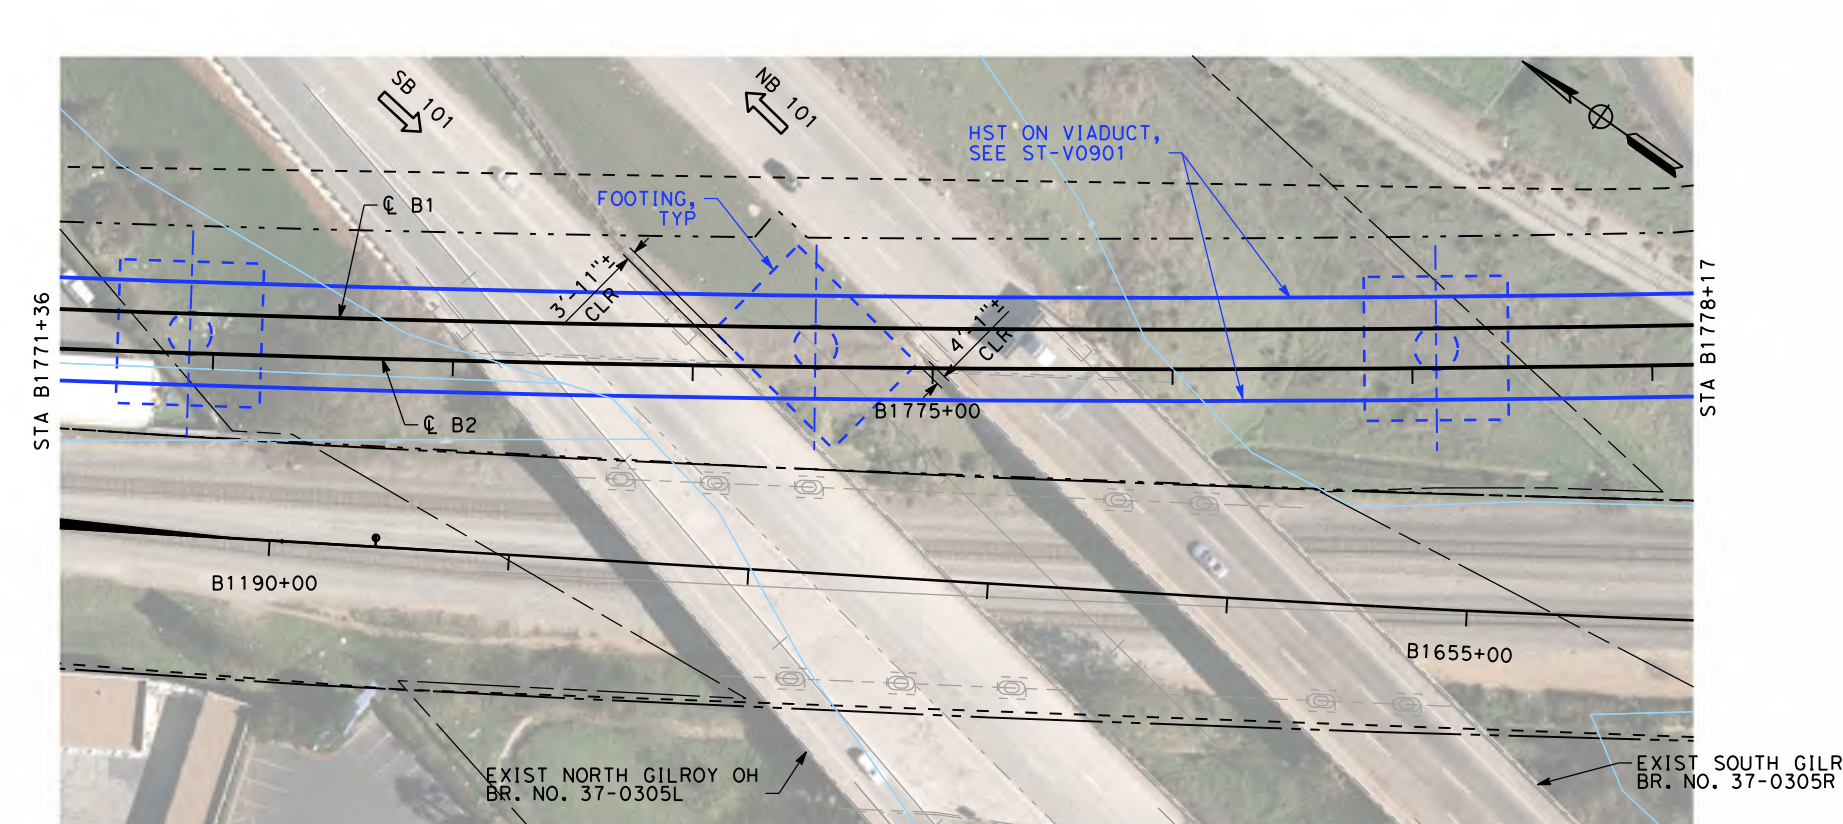 SB 101
NB 101
HST ON VIADUCT,
SEE ST-V0901
FOOTING,
TYP
℄ B1
3'-11"±
CLR
4'-1"±
CLR
STA B1771+36
STA B1778+17
B1775+00
℄ B2
B1190+00
B1655+00
EXIST NORTH GILROY OH
BR. NO. 37-0305L
EXIST SOUTH GILR
BR. NO. 37-0305R